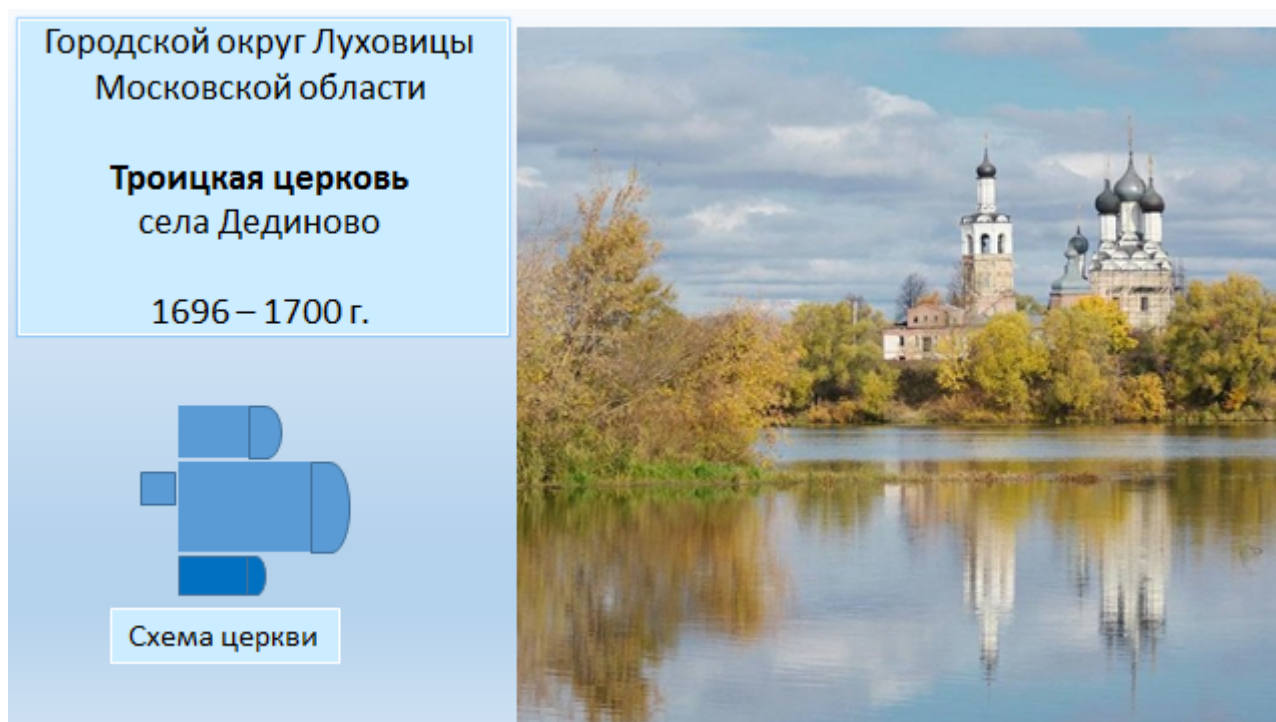 Городской округ Луховицы
Московской области
Троицкая церковь
села Дединово
1696 – 1700 г.
Схема церкви